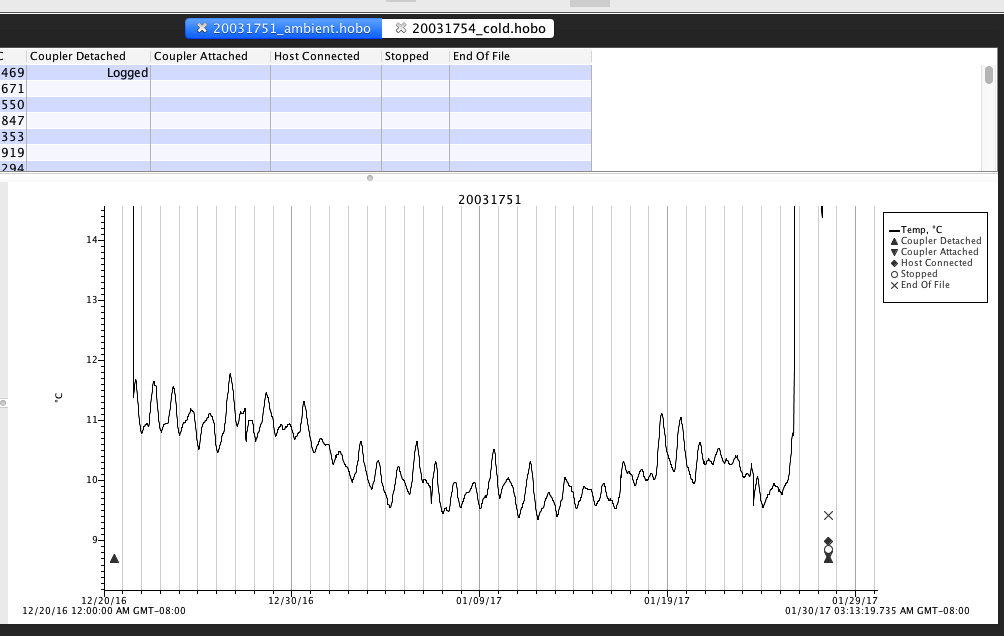 20031751_ambient.hobo 20031754_cold.hobo
C Coupler Detached Coupler Attached Host Connected Stopped End Of File
469 Logged
671
550
847
353
919
294
20031751
Temp, °C
Coupler Detached
Coupler Attached
Host Connected
Stopped
End Of File
14
13
12
11
10
9
°C
12/20/16 12/30/16 01/09/17 01/19/17 01/29/17
12/20/16 12:00:00 AM GMT-08:00 01/30/17 03:13:19.735 AM GMT-08:00